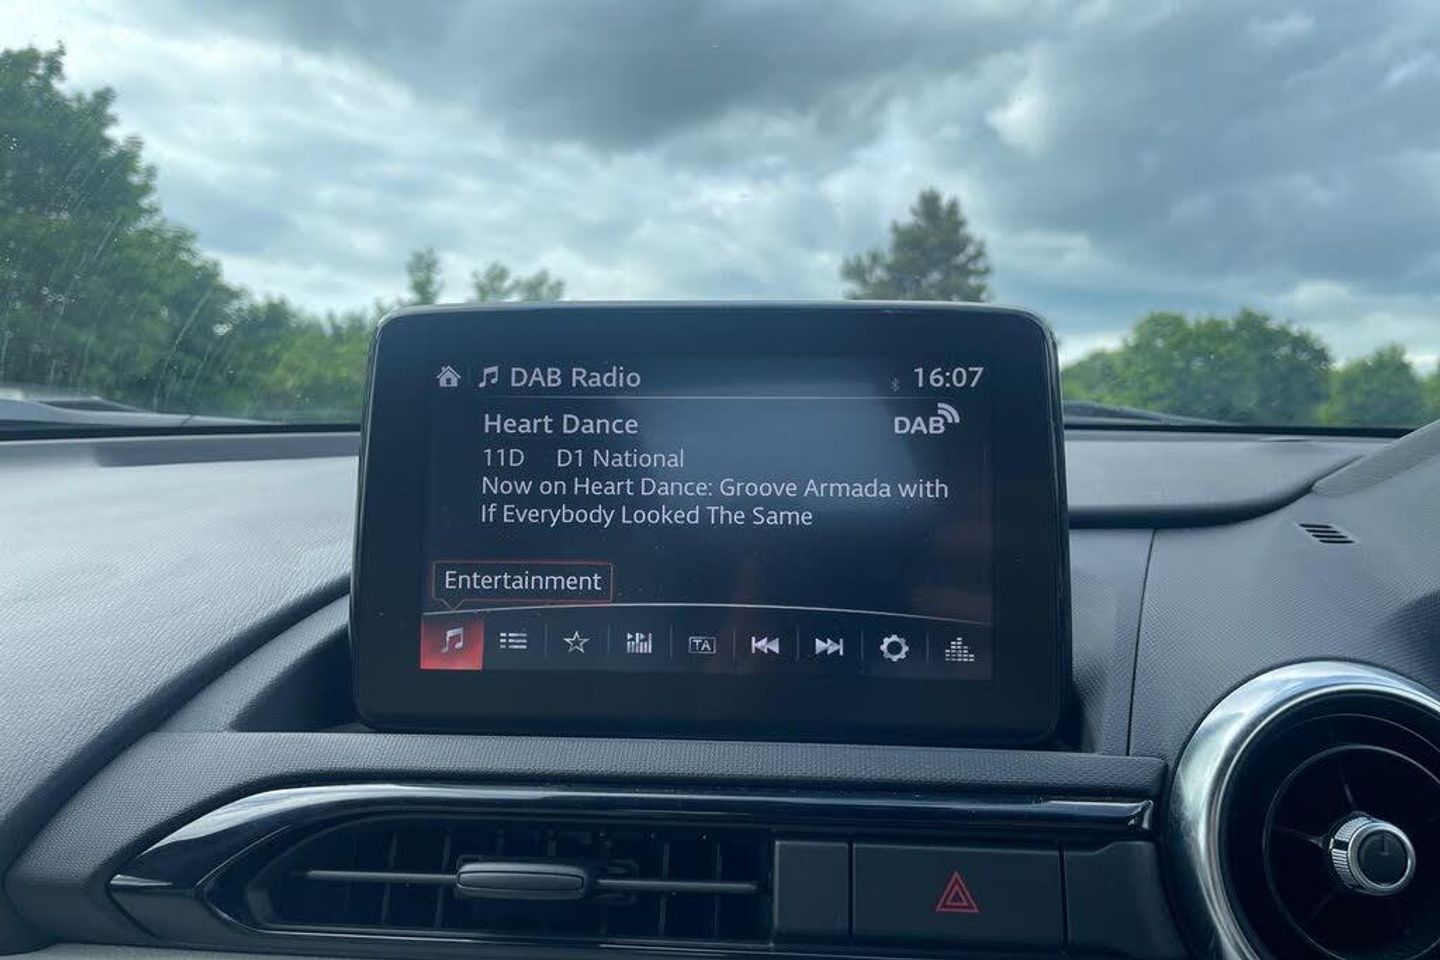 DAB Radio 16:07
Heart Dance DAB
11D D1 National
Now on Heart Dance: Groove Armada with
If Everybody Looked The Same
Entertainment
TA